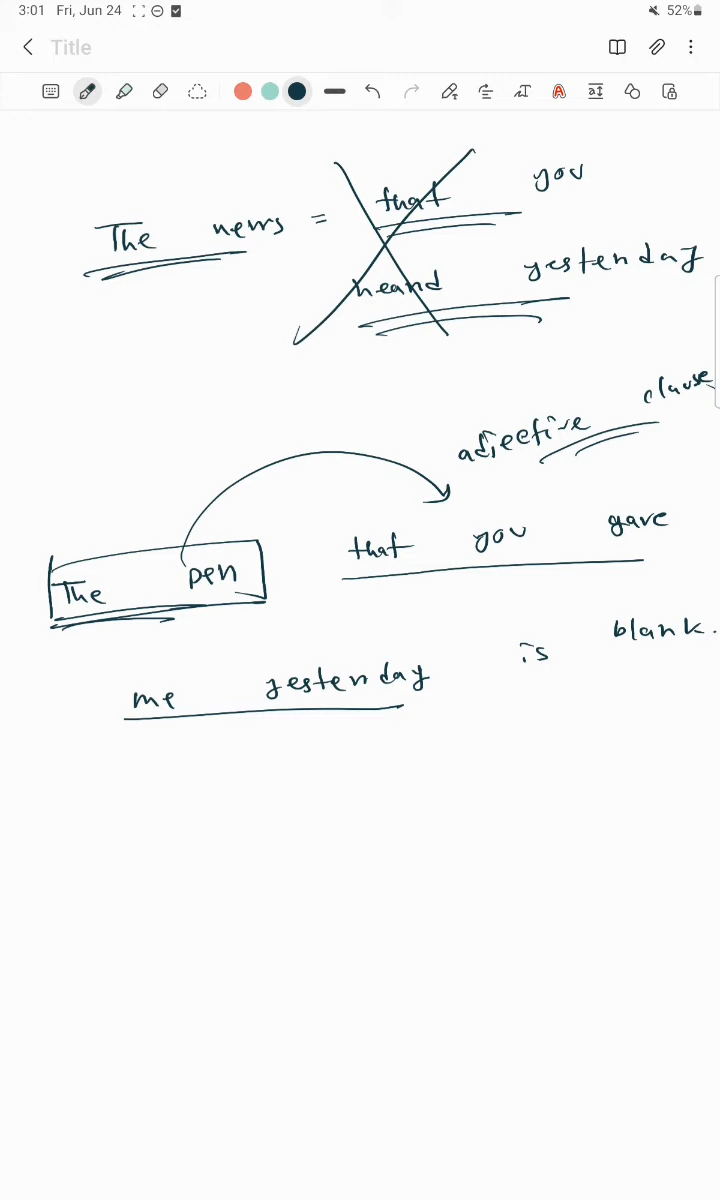 3:01 Fri, Jun 24 52%
Title
The news = that you
heard yesterday
adjective clause
The pen that you gave
me yesterday is blank.